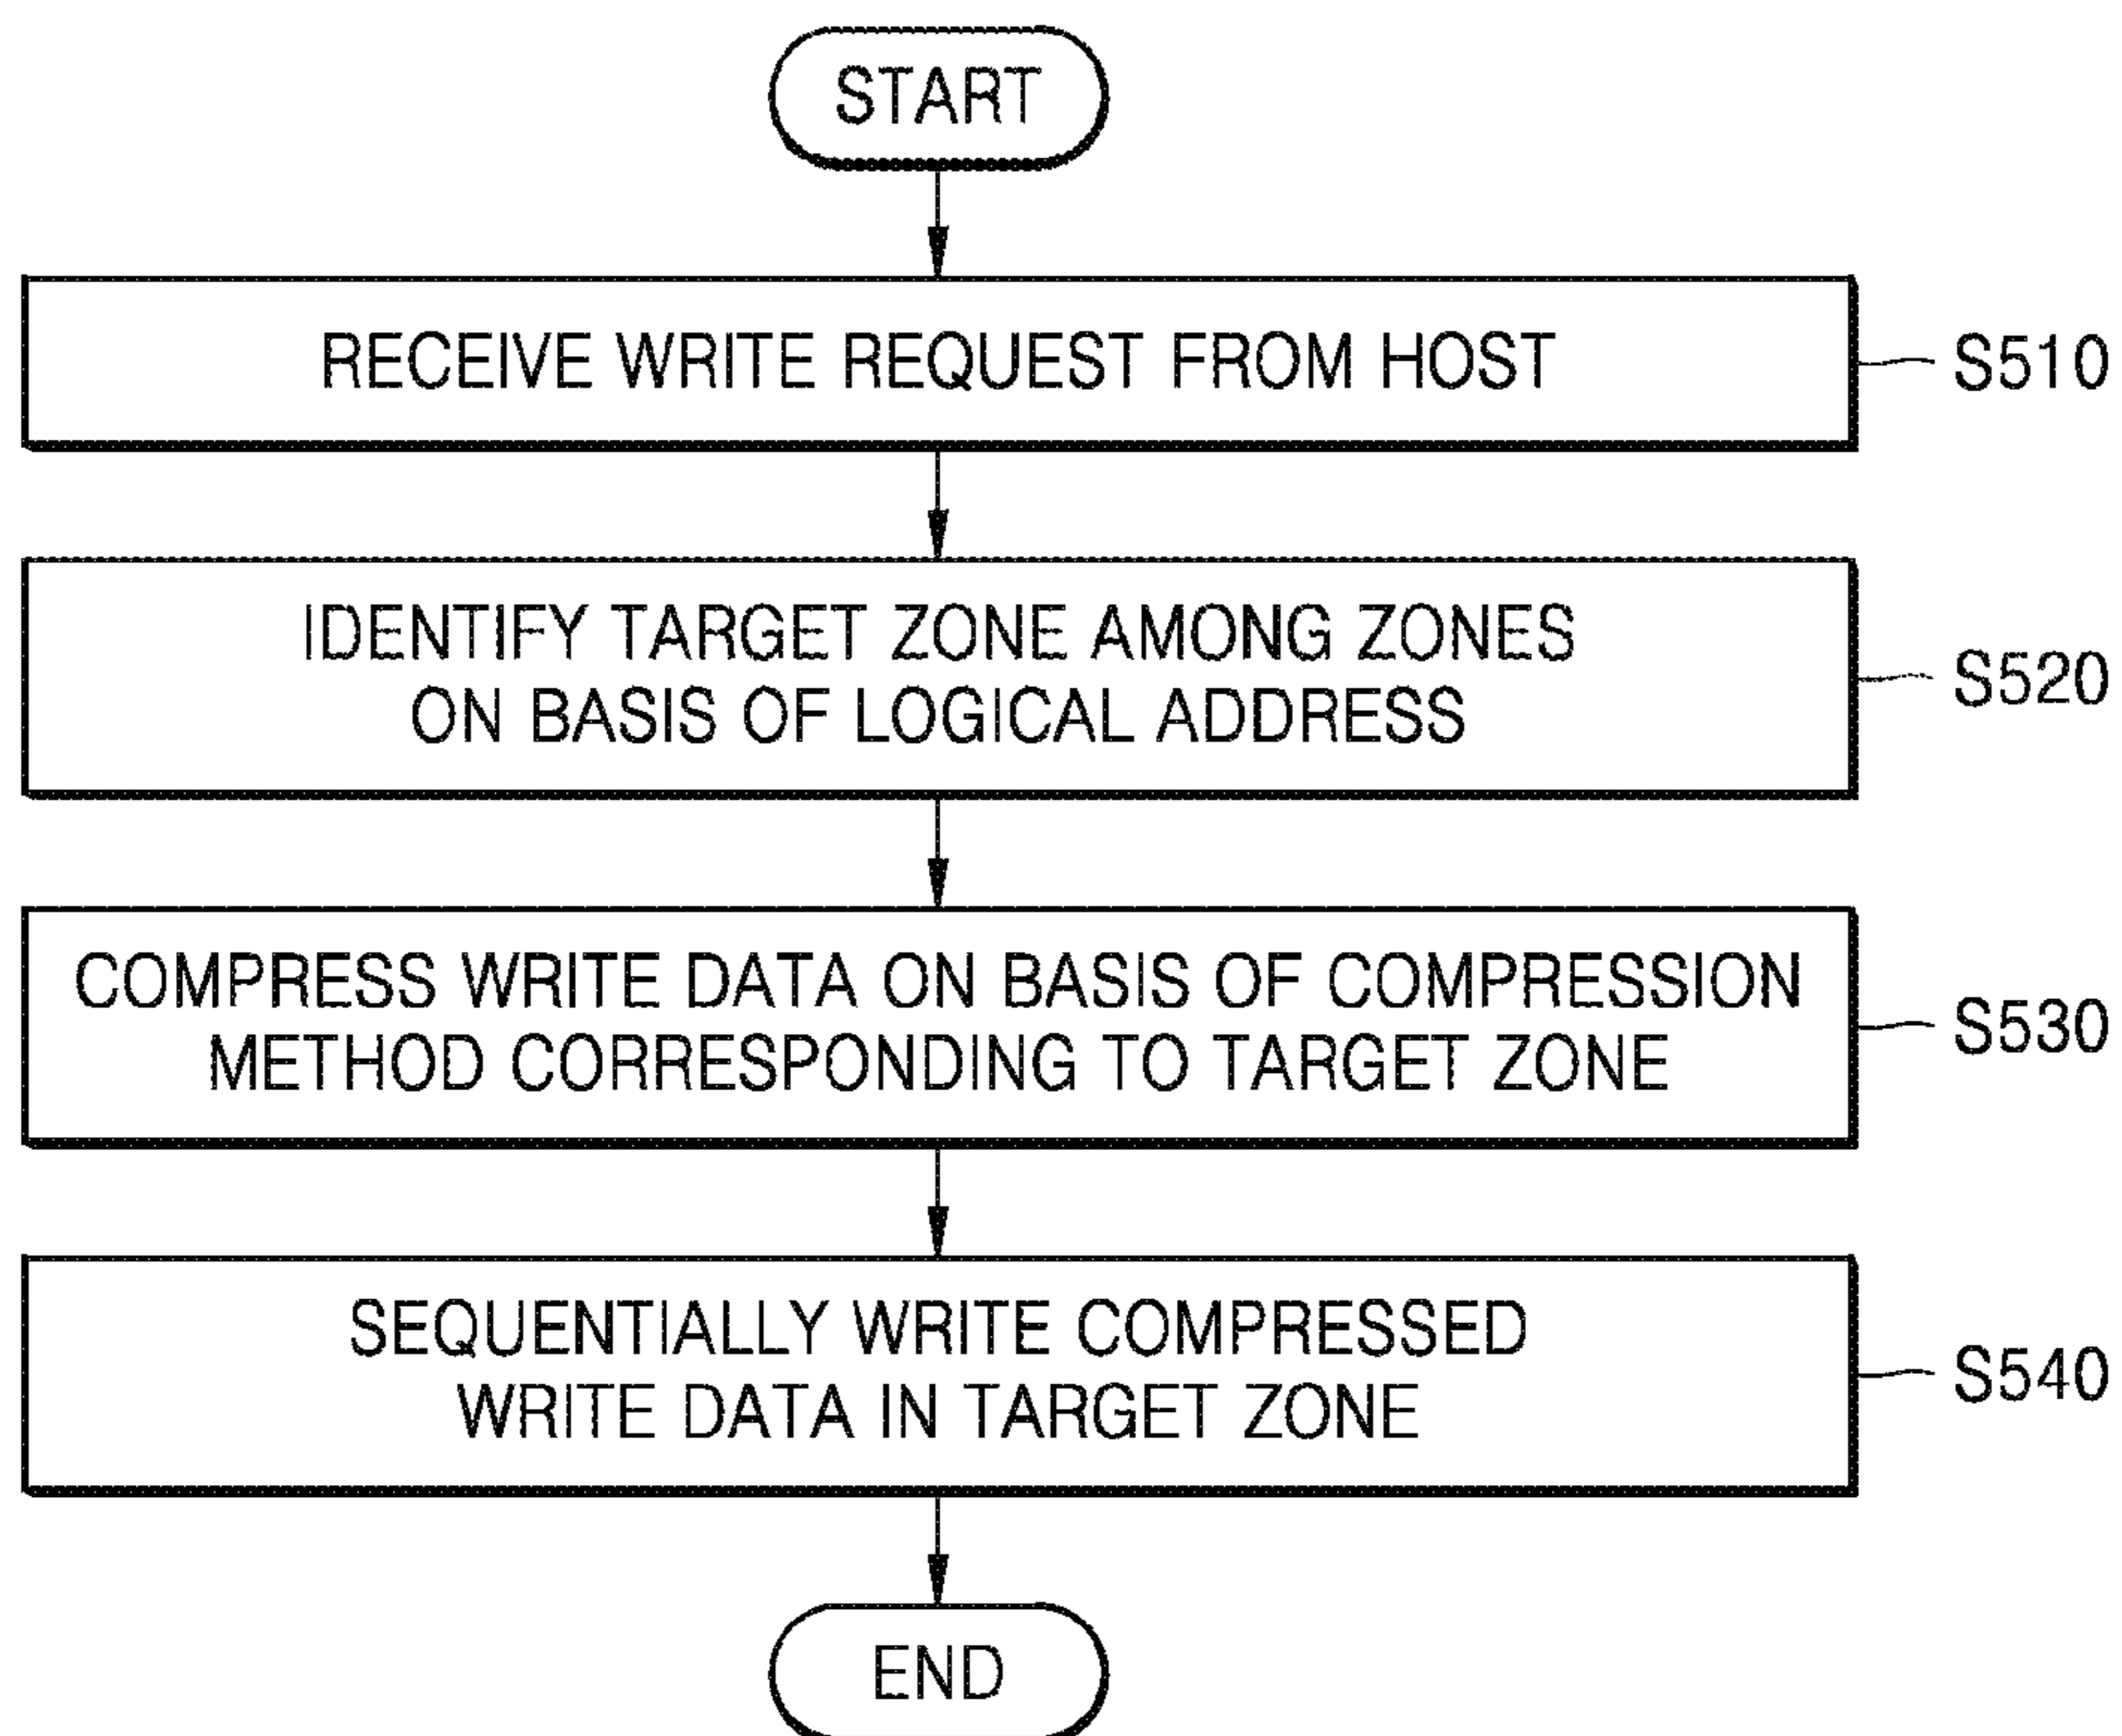 START
RECEIVE WRITE REQUEST FROM HOST
S510
IDENTIFY TARGET ZONE AMONG ZONES
ON BASIS OF LOGICAL ADDRESS
S520
COMPRESS WRITE DATA ON BASIS OF COMPRESSION
METHOD CORRESPONDING TO TARGET ZONE
S530
SEQUENTIALLY WRITE COMPRESSED
WRITE DATA IN TARGET ZONE
S540
END